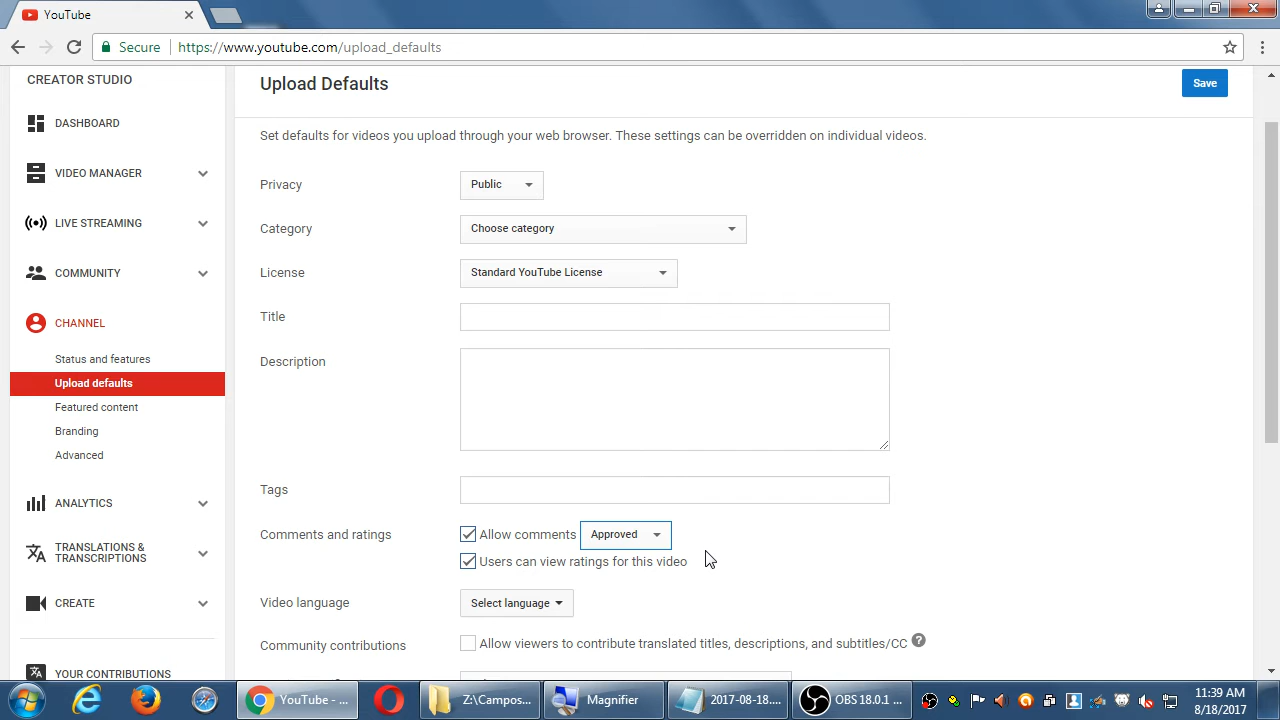 YouTube
Secure https://www.youtube.com/upload_defaults
CREATOR STUDIO
DASHBOARD
VIDEO MANAGER
LIVE STREAMING
COMMUNITY
CHANNEL
Status and features
Upload defaults
Featured content
Branding
Advanced
ANALYTICS
TRANSLATIONS &
TRANSCRIPTIONS
CREATE
YOUR CONTRIBUTIONS
Upload Defaults
Save
Set defaults for videos you upload through your web browser. These settings can be overridden on individual videos.
Privacy Public
Category Choose category
License Standard YouTube License
Title
Description
Tags
Comments and ratings Allow comments Approved
Users can view ratings for this video
Video language Select language
Community contributions Allow viewers to contribute translated titles, descriptions, and subtitles/CC ?
YouTube - ...
Z:\Campos...
Magnifier
2017-08-18....
OBS 18.0.1 ...
11:39 AM
8/18/2017